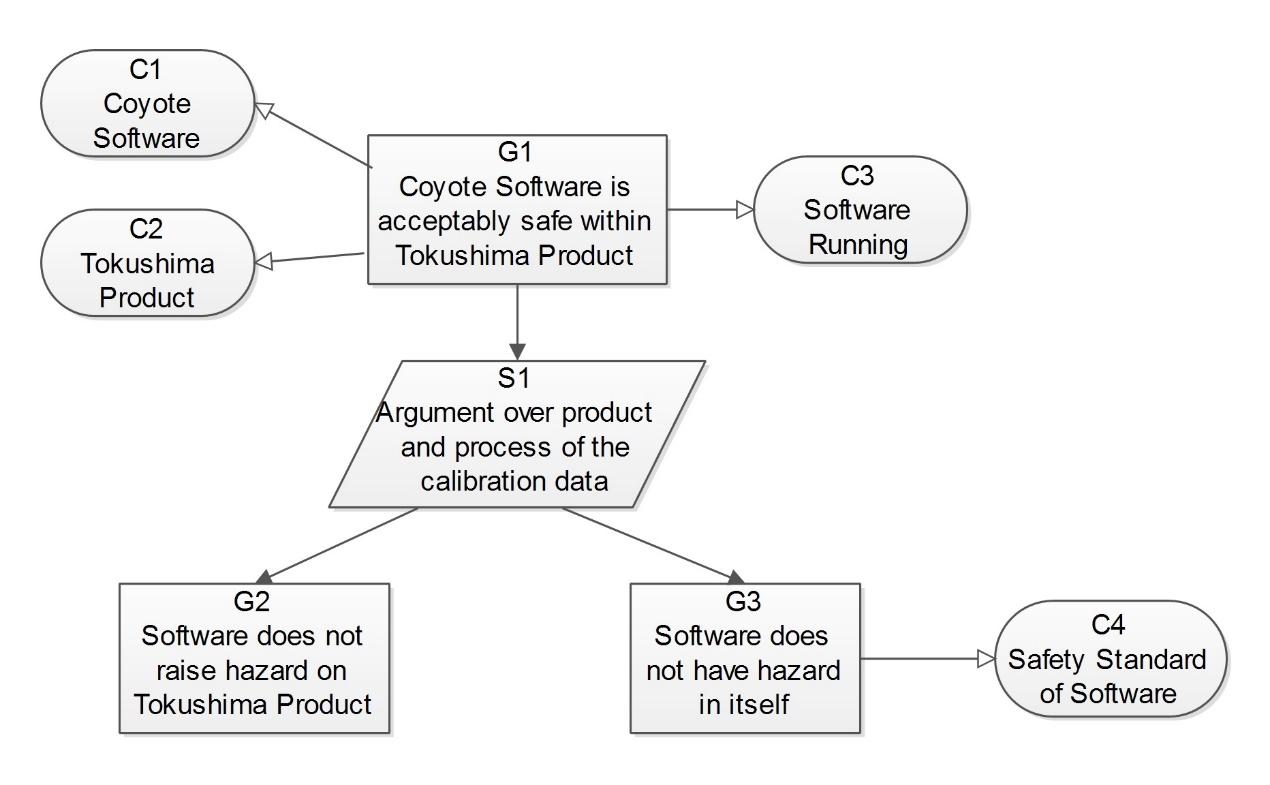 C1
Coyote
Software
G1
Coyote Software is
acceptably safe within
Tokushima Product
C3
Software
Running
C2
Tokushima
Product
S1
Argument over product
and process of the
calibration data
G2
Software does not
raise hazard on
Tokushima Product
G3
Software does
not have hazard
in itself
C4
Safety Standard
of Software